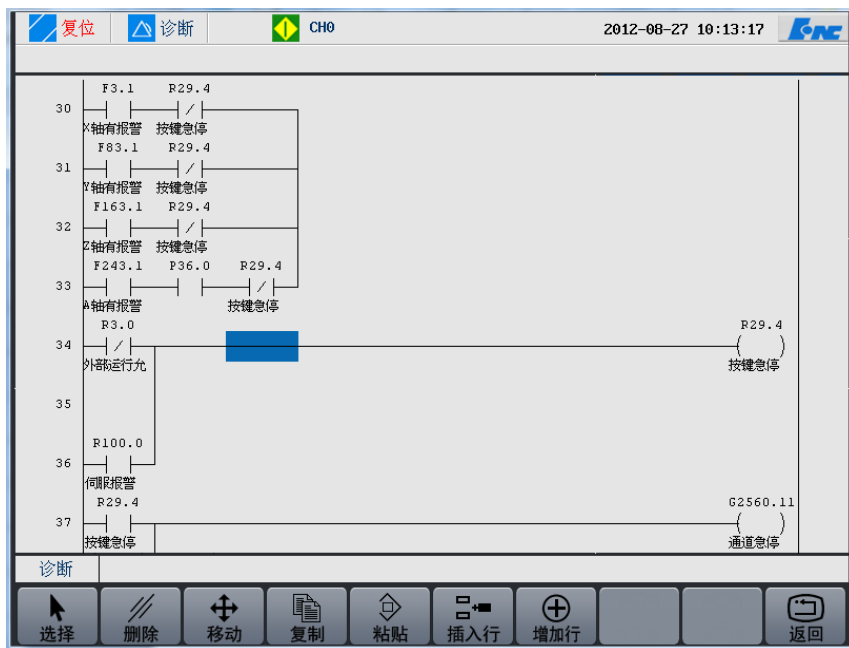 复位 诊断 CH0 2012-08-27 10:13:17 HNC
F3.1 R29.4
30
X轴有报警 按键急停
F83.1 R29.4
31
Y轴有报警 按键急停
F163.1 R29.4
32
Z轴有报警 按键急停
F243.1 P36.0 R29.4
33
A轴有报警 按键急停
R3.0 R29.4
34
外部运行允 按键急停
35
R100.0
36
伺服报警
R29.4 G2560.11
37
按键急停 通道急停
诊断
选择 删除 移动 复制 粘贴 插入行 增加行 返回